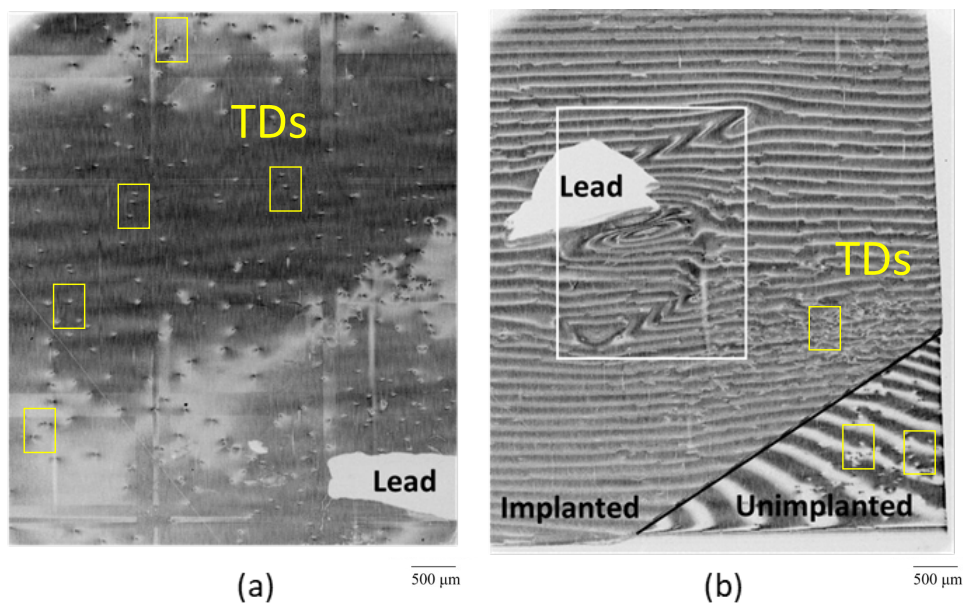 TDs
Lead
(a)
500 μm
Lead
TDs
Implanted
Unimplanted
(b)
500 μm